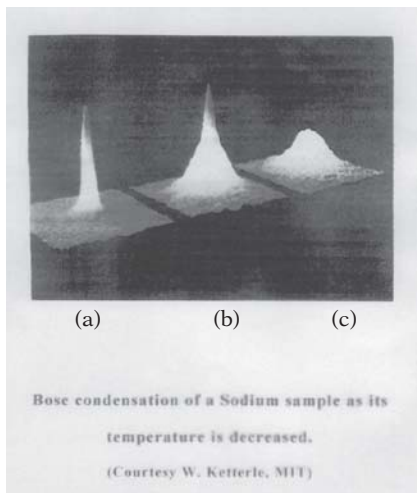 (a) (b) (c)
Bose condensation of a Sodium sample as its
temperature is decreased.
(Courtesy W. Ketterle, MIT)